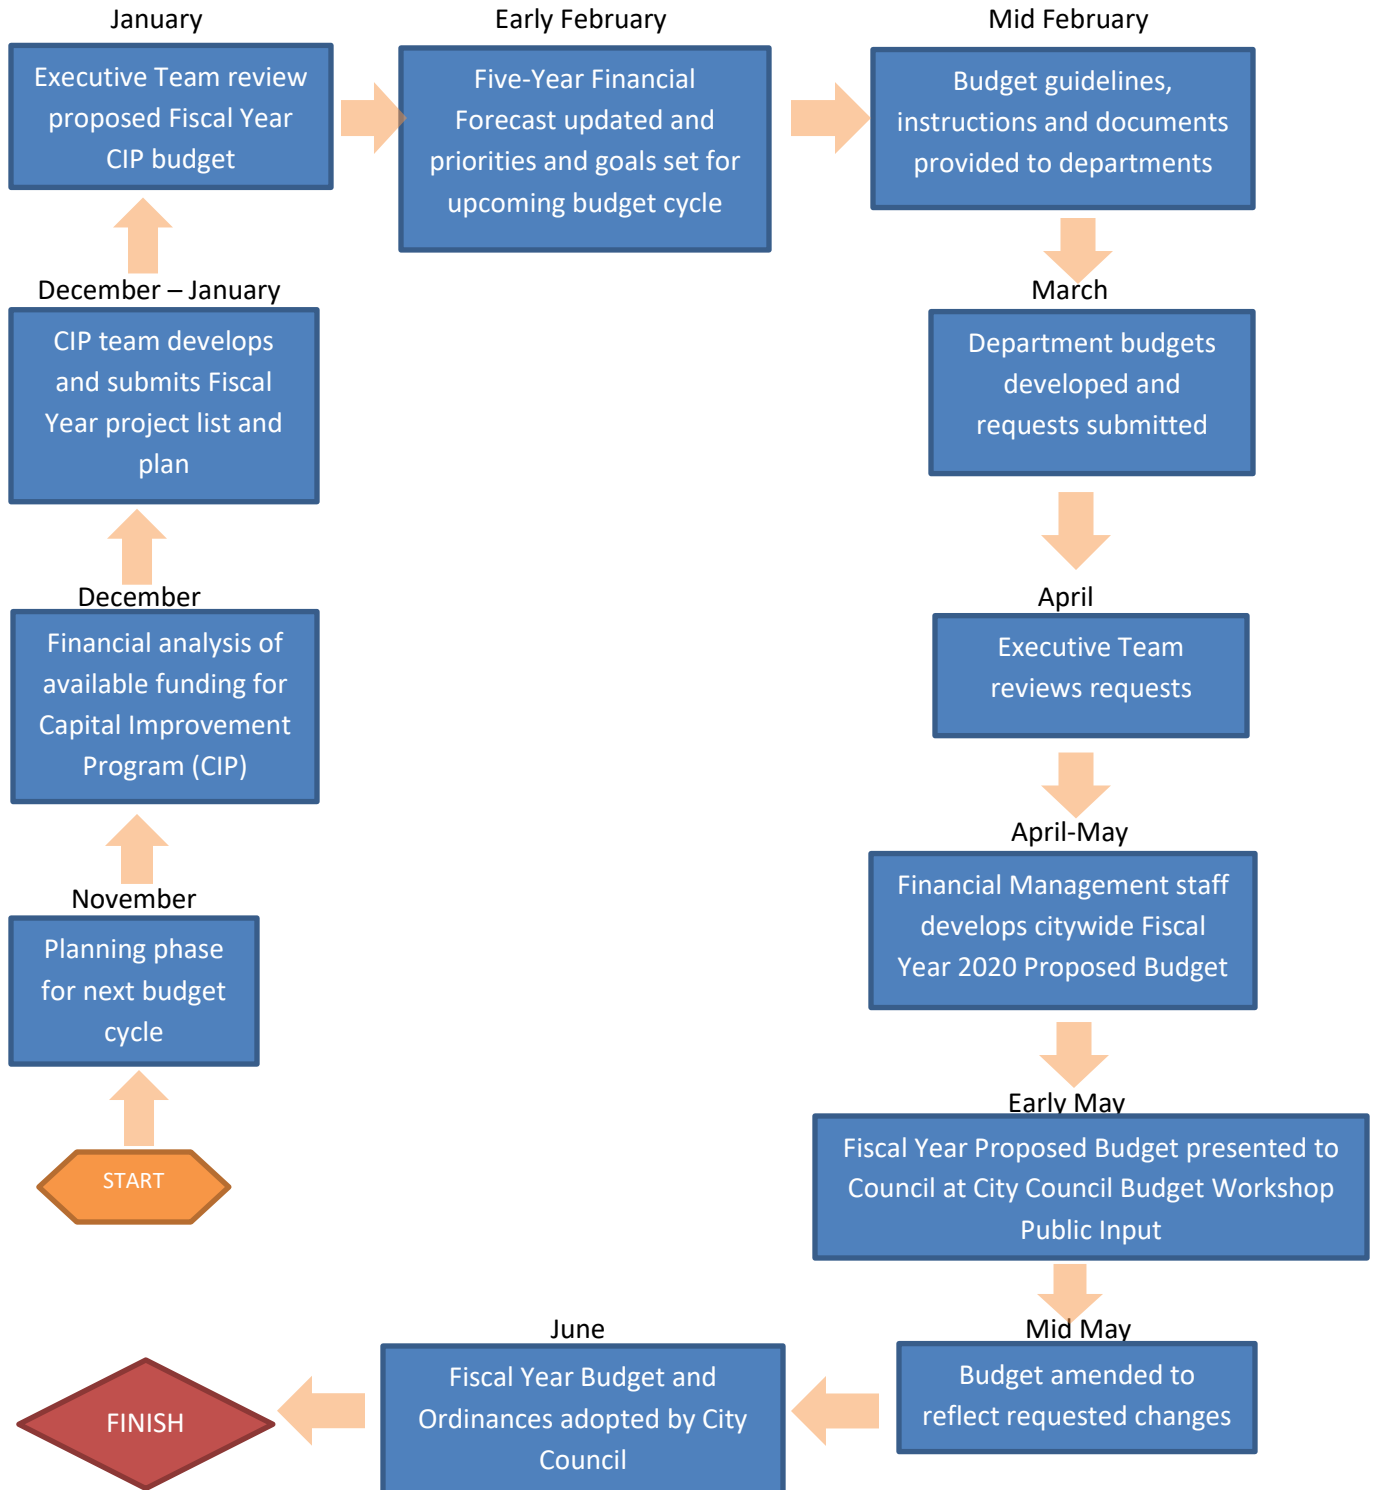 January
Executive Team review
proposed Fiscal Year
CIP budget
Early February
Five-Year Financial
Forecast updated and
priorities and goals set for
upcoming budget cycle
Mid February
Budget guidelines,
instructions and documents
provided to departments
December – January
CIP team develops
and submits Fiscal
Year project list and
plan
March
Department budgets
developed and
requests submitted
December
Financial analysis of
available funding for
Capital Improvement
Program (CIP)
April
Executive Team
reviews requests
April-May
Financial Management staff
develops citywide Fiscal
Year 2020 Proposed Budget
November
Planning phase
for next budget
cycle
START
Early May
Fiscal Year Proposed Budget presented to
Council at City Council Budget Workshop
Public Input
Mid May
Budget amended to
reflect requested changes
June
Fiscal Year Budget and
Ordinances adopted by City
Council
FINISH